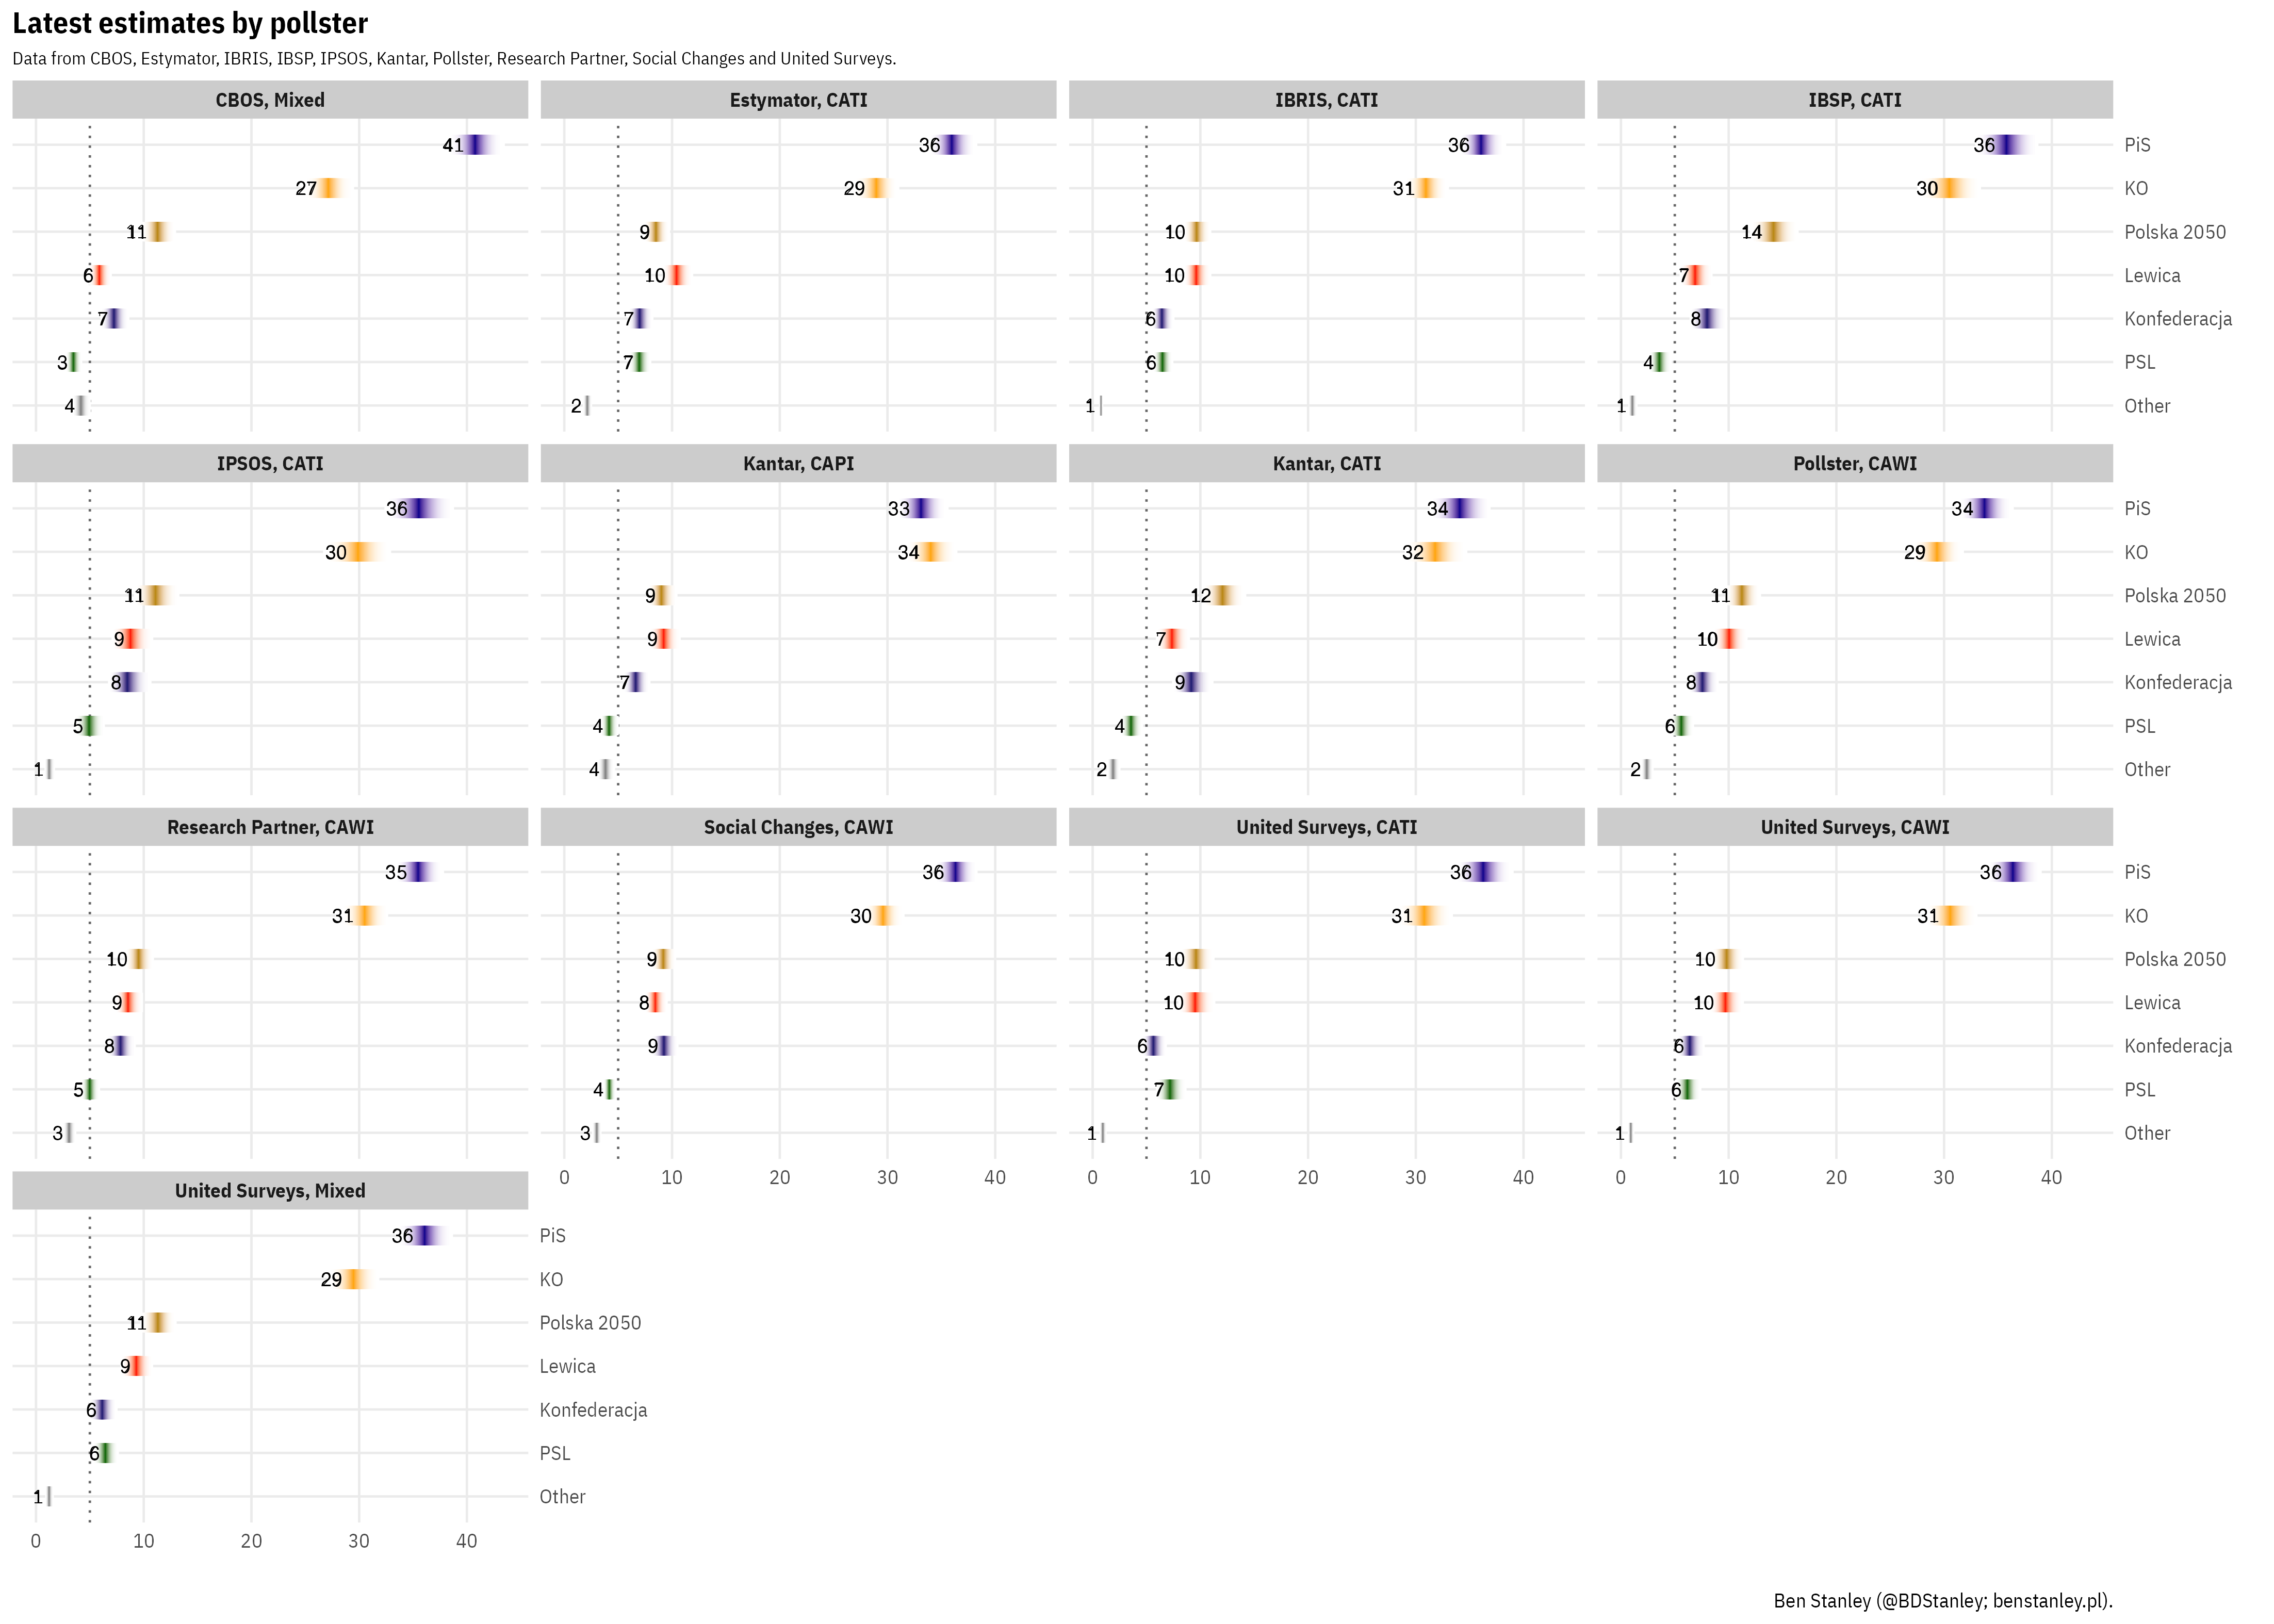 Latest estimates by pollster
Data from CBOS, Estymator, IBRIS, IBSP, IPSOS, Kantar, Pollster, Research Partner, Social Changes and United Surveys.
CBOS, Mixed Estymator, CATI IBRIS, CATI IBSP, CATI
41 36 36 36 PiS
27 29 31 30 KO
11 9 10 14 Polska 2050
6 10 10 7 Lewica
7 7 6 8 Konfederacja
3 7 6 4 PSL
4 2 1 1 Other
IPSOS, CATI Kantar, CAPI Kantar, CATI Pollster, CAWI
36 33 34 34 PiS
30 34 32 29 KO
11 9 12 11 Polska 2050
9 9 7 10 Lewica
8 7 9 8 Konfederacja
5 4 4 6 PSL
1 4 2 2 Other
Research Partner, CAWI Social Changes, CAWI United Surveys, CATI United Surveys, CAWI
35 36 36 36 PiS
31 30 31 31 KO
10 9 10 10 Polska 2050
9 8 10 10 Lewica
8 9 6 6 Konfederacja
5 4 7 6 PSL
3 3 1 1 Other
0 10 20 30 40 0 10 20 30 40 0 10 20 30 40
United Surveys, Mixed
36 PiS
29 KO
11 Polska 2050
9 Lewica
6 Konfederacja
6 PSL
1 Other
0 10 20 30 40
Ben Stanley (@BDStanley; benstanley.pl).